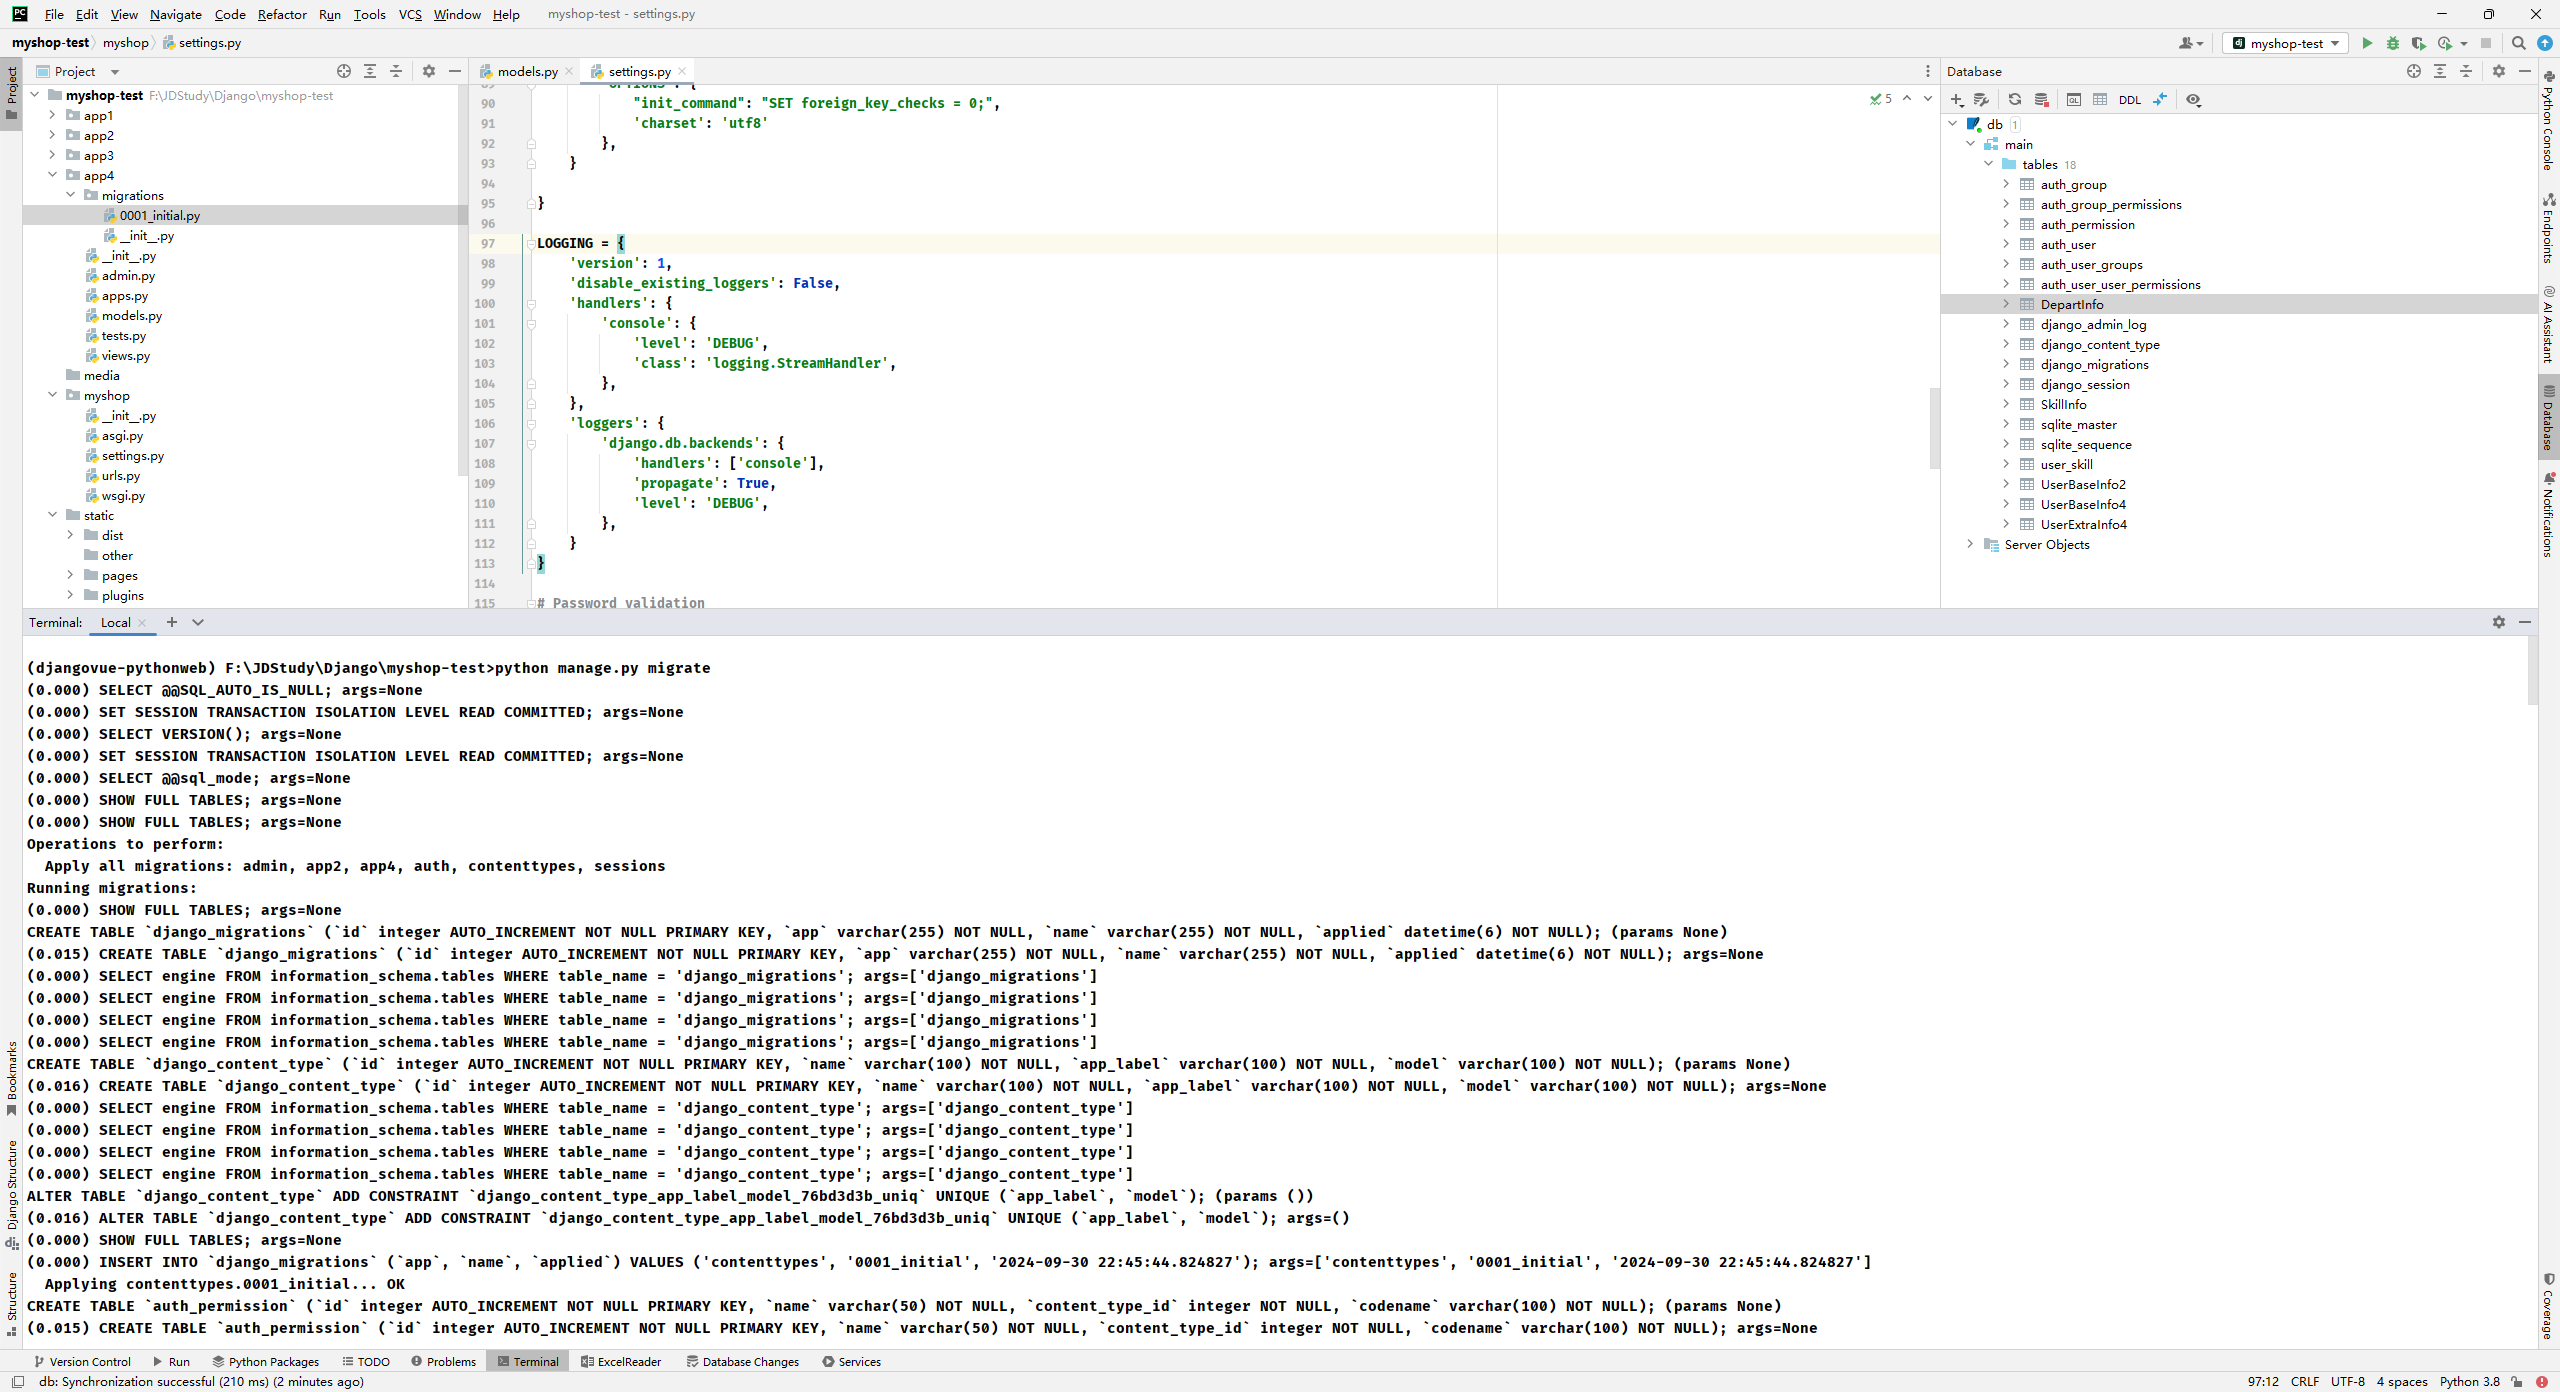 File Edit View Navigate Code Refactor Run Tools VCS Window Help myshop-test - settings.py
myshop-test myshop settings.py
myshop-test
Project
models.py
settings.py
Database
myshop-test F:\JDStudy\Django\myshop-test
app1
app2
app3
app4
migrations
0001_initial.py
__init__.py
__init__.py
admin.py
apps.py
models.py
tests.py
views.py
media
myshop
__init__.py
asgi.py
settings.py
urls.py
wsgi.py
static
dist
other
pages
plugins
89 'OPTIONS': {
90 "init_command": "SET foreign_key_checks = 0;",
91 'charset': 'utf8'
92 },
93 }
94
95 }
96
97 LOGGING = {
98 'version': 1,
99 'disable_existing_loggers': False,
100 'handlers': {
101 'console': {
102 'level': 'DEBUG',
103 'class': 'logging.StreamHandler',
104 },
105 },
106 'loggers': {
107 'django.db.backends': {
108 'handlers': ['console'],
109 'propagate': True,
110 'level': 'DEBUG',
111 },
112 }
113 }
114
115 # Password validation
5
DDL
db 1
main
tables 18
auth_group
auth_group_permissions
auth_permission
auth_user
auth_user_groups
auth_user_user_permissions
DepartInfo
django_admin_log
django_content_type
django_migrations
django_session
SkillInfo
sqlite_master
sqlite_sequence
user_skill
UserBaseInfo2
UserBaseInfo4
UserExtraInfo4
Server Objects
Project
Bookmarks
Django Structure
Structure
Python Console
Endpoints
AI Assistant
Database
Notifications
Coverage
Terminal: Local
(djangovue-pythonweb) F:\JDStudy\Django\myshop-test>python manage.py migrate
(0.000) SELECT @@SQL_AUTO_IS_NULL; args=None
(0.000) SET SESSION TRANSACTION ISOLATION LEVEL READ COMMITTED; args=None
(0.000) SELECT VERSION(); args=None
(0.000) SET SESSION TRANSACTION ISOLATION LEVEL READ COMMITTED; args=None
(0.000) SELECT @@sql_mode; args=None
(0.000) SHOW FULL TABLES; args=None
(0.000) SHOW FULL TABLES; args=None
Operations to perform:
Apply all migrations: admin, app2, app4, auth, contenttypes, sessions
Running migrations:
(0.000) SHOW FULL TABLES; args=None
CREATE TABLE `django_migrations` (`id` integer AUTO_INCREMENT NOT NULL PRIMARY KEY, `app` varchar(255) NOT NULL, `name` varchar(255) NOT NULL, `applied` datetime(6) NOT NULL); (params None)
(0.015) CREATE TABLE `django_migrations` (`id` integer AUTO_INCREMENT NOT NULL PRIMARY KEY, `app` varchar(255) NOT NULL, `name` varchar(255) NOT NULL, `applied` datetime(6) NOT NULL); args=None
(0.000) SELECT engine FROM information_schema.tables WHERE table_name = 'django_migrations'; args=['django_migrations']
(0.000) SELECT engine FROM information_schema.tables WHERE table_name = 'django_migrations'; args=['django_migrations']
(0.000) SELECT engine FROM information_schema.tables WHERE table_name = 'django_migrations'; args=['django_migrations']
(0.000) SELECT engine FROM information_schema.tables WHERE table_name = 'django_migrations'; args=['django_migrations']
CREATE TABLE `django_content_type` (`id` integer AUTO_INCREMENT NOT NULL PRIMARY KEY, `name` varchar(100) NOT NULL, `app_label` varchar(100) NOT NULL, `model` varchar(100) NOT NULL); (params None)
(0.016) CREATE TABLE `django_content_type` (`id` integer AUTO_INCREMENT NOT NULL PRIMARY KEY, `name` varchar(100) NOT NULL, `app_label` varchar(100) NOT NULL, `model` varchar(100) NOT NULL); args=None
(0.000) SELECT engine FROM information_schema.tables WHERE table_name = 'django_content_type'; args=['django_content_type']
(0.000) SELECT engine FROM information_schema.tables WHERE table_name = 'django_content_type'; args=['django_content_type']
(0.000) SELECT engine FROM information_schema.tables WHERE table_name = 'django_content_type'; args=['django_content_type']
(0.000) SELECT engine FROM information_schema.tables WHERE table_name = 'django_content_type'; args=['django_content_type']
ALTER TABLE `django_content_type` ADD CONSTRAINT `django_content_type_app_label_model_76bd3d3b_uniq` UNIQUE (`app_label`, `model`); (params ())
(0.016) ALTER TABLE `django_content_type` ADD CONSTRAINT `django_content_type_app_label_model_76bd3d3b_uniq` UNIQUE (`app_label`, `model`); args=()
(0.000) SHOW FULL TABLES; args=None
(0.000) INSERT INTO `django_migrations` (`app`, `name`, `applied`) VALUES ('contenttypes', '0001_initial', '2024-09-30 22:45:44.824827'); args=['contenttypes', '0001_initial', '2024-09-30 22:45:44.824827']
Applying contenttypes.0001_initial... OK
CREATE TABLE `auth_permission` (`id` integer AUTO_INCREMENT NOT NULL PRIMARY KEY, `name` varchar(50) NOT NULL, `content_type_id` integer NOT NULL, `codename` varchar(100) NOT NULL); (params None)
(0.015) CREATE TABLE `auth_permission` (`id` integer AUTO_INCREMENT NOT NULL PRIMARY KEY, `name` varchar(50) NOT NULL, `content_type_id` integer NOT NULL, `codename` varchar(100) NOT NULL); args=None
Version Control Run Python Packages TODO Problems Terminal ExcelReader Database Changes Services
db: Synchronization successful (210 ms) (2 minutes ago)
97:12 CRLF UTF-8 4 spaces Python 3.8